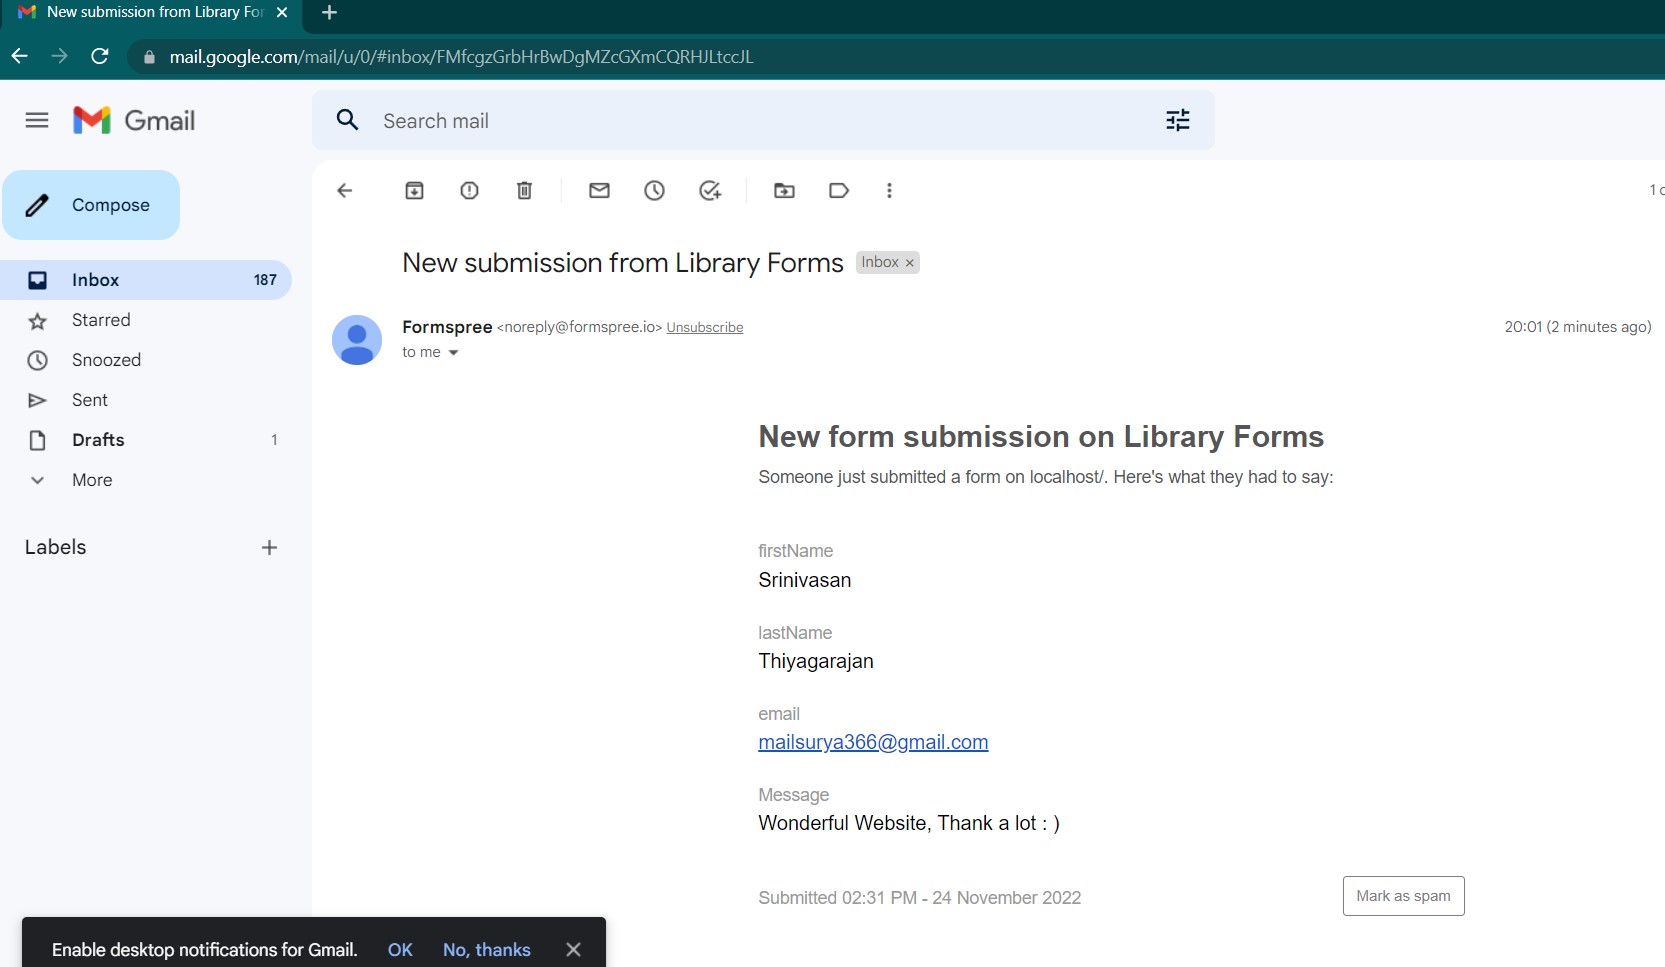 New submission from Library For
mail.google.com/mail/u/0/#inbox/FMfcgzGrbHrBwDgMZcGXmCQRHJLtccJL
Gmail
Search mail
Compose
1 o
Inbox 187
Starred
Snoozed
Sent
Drafts 1
More
Labels
New submission from Library Forms Inbox ×
Formspree <noreply@formspree.io> Unsubscribe 20:01 (2 minutes ago)
to me
New form submission on Library Forms
Someone just submitted a form on localhost/. Here's what they had to say:
firstName
Srinivasan
lastName
Thiyagarajan
email
mailsurya366@gmail.com
Message
Wonderful Website, Thank a lot : )
Submitted 02:31 PM - 24 November 2022 Mark as spam
Enable desktop notifications for Gmail. OK No, thanks